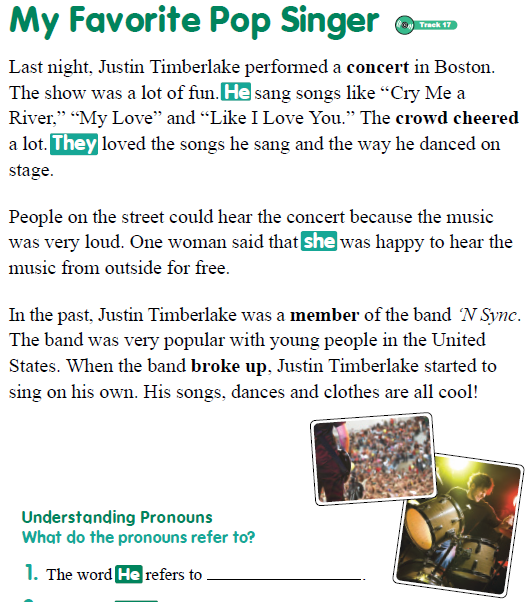 My Favorite Pop Singer
Track 17
Last night, Justin Timberlake performed a concert in Boston.
The show was a lot of fun. He sang songs like “Cry Me a
River,” “My Love” and “Like I Love You.” The crowd cheered
a lot. They loved the songs he sang and the way he danced on
stage.
People on the street could hear the concert because the music
was very loud. One woman said that she was happy to hear the
music from outside for free.
In the past, Justin Timberlake was a member of the band ‘N Sync.
The band was very popular with young people in the United
States. When the band broke up, Justin Timberlake started to
sing on his own. His songs, dances and clothes are all cool!
Understanding Pronouns
What do the pronouns refer to?
1. The word He refers to ____________________.